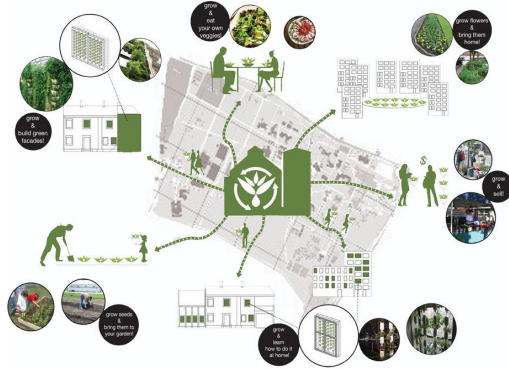 grow
&
eat
your own
veggies!
grow flowers
&
bring them
home!
grow
&
build green
facades!
$
grow
&
sell!
grow seeds
&
bring them to
your garden!
grow
&
learn
how to do it
at home!